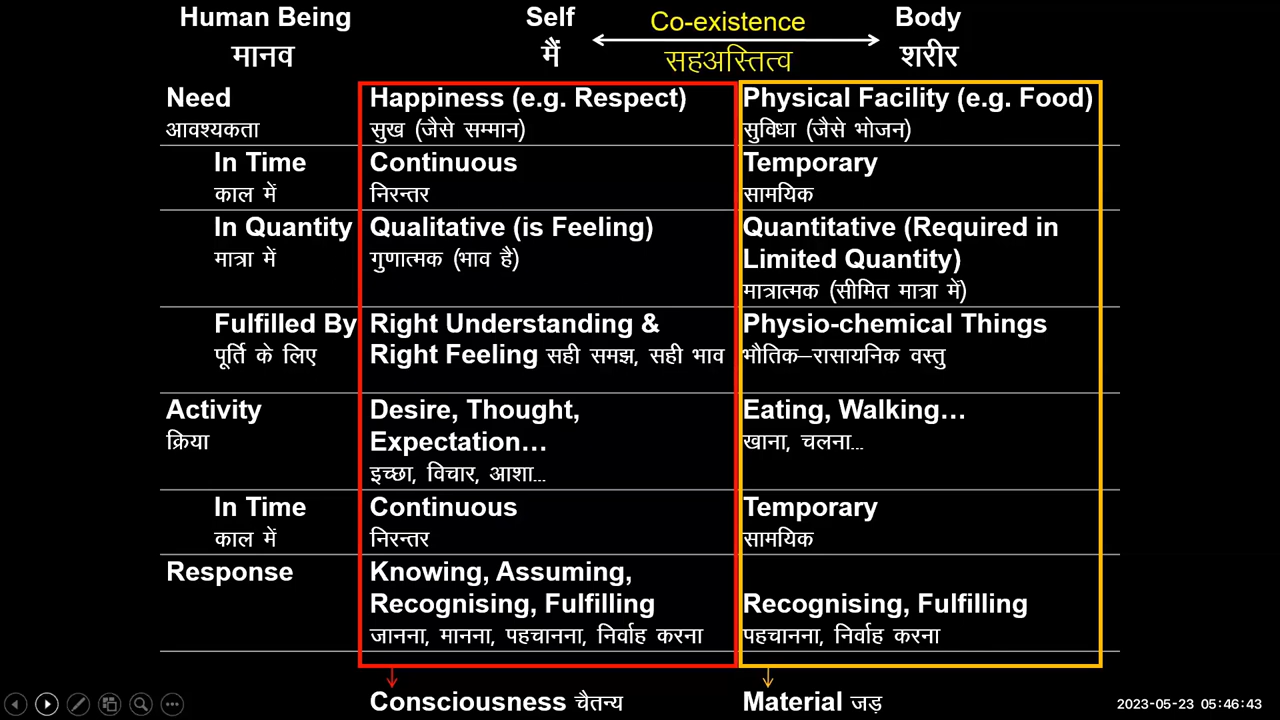 Human Being Self Co-existence Body
मानव मैं सहअस्तित्व शरीर
Need Happiness (e.g. Respect) Physical Facility (e.g. Food)
आवश्यकता सुख (जैसे सम्मान) सुविधा (जैसे भोजन)
In Time Continuous Temporary
काल में निरन्तर सामयिक
In Quantity Qualitative (is Feeling) Quantitative (Required in
मात्रा में गुणात्मक (भाव है) Limited Quantity)
मात्रात्मक (सीमित मात्रा में)
Fulfilled By Right Understanding & Physio-chemical Things
पूर्ति के लिए Right Feeling सही समझ, सही भाव भौतिक–रासायनिक वस्तु
Activity Desire, Thought, Eating, Walking…
क्रिया Expectation… खाना, चलना...
इच्छा, विचार, आशा...
In Time Continuous Temporary
काल में निरन्तर सामयिक
Response Knowing, Assuming,
Recognising, Fulfilling Recognising, Fulfilling
जानना, मानना, पहचानना, निर्वाह करना पहचानना, निर्वाह करना
Consciousness चैतन्य Material जड़
2023-05-23 05:46:43